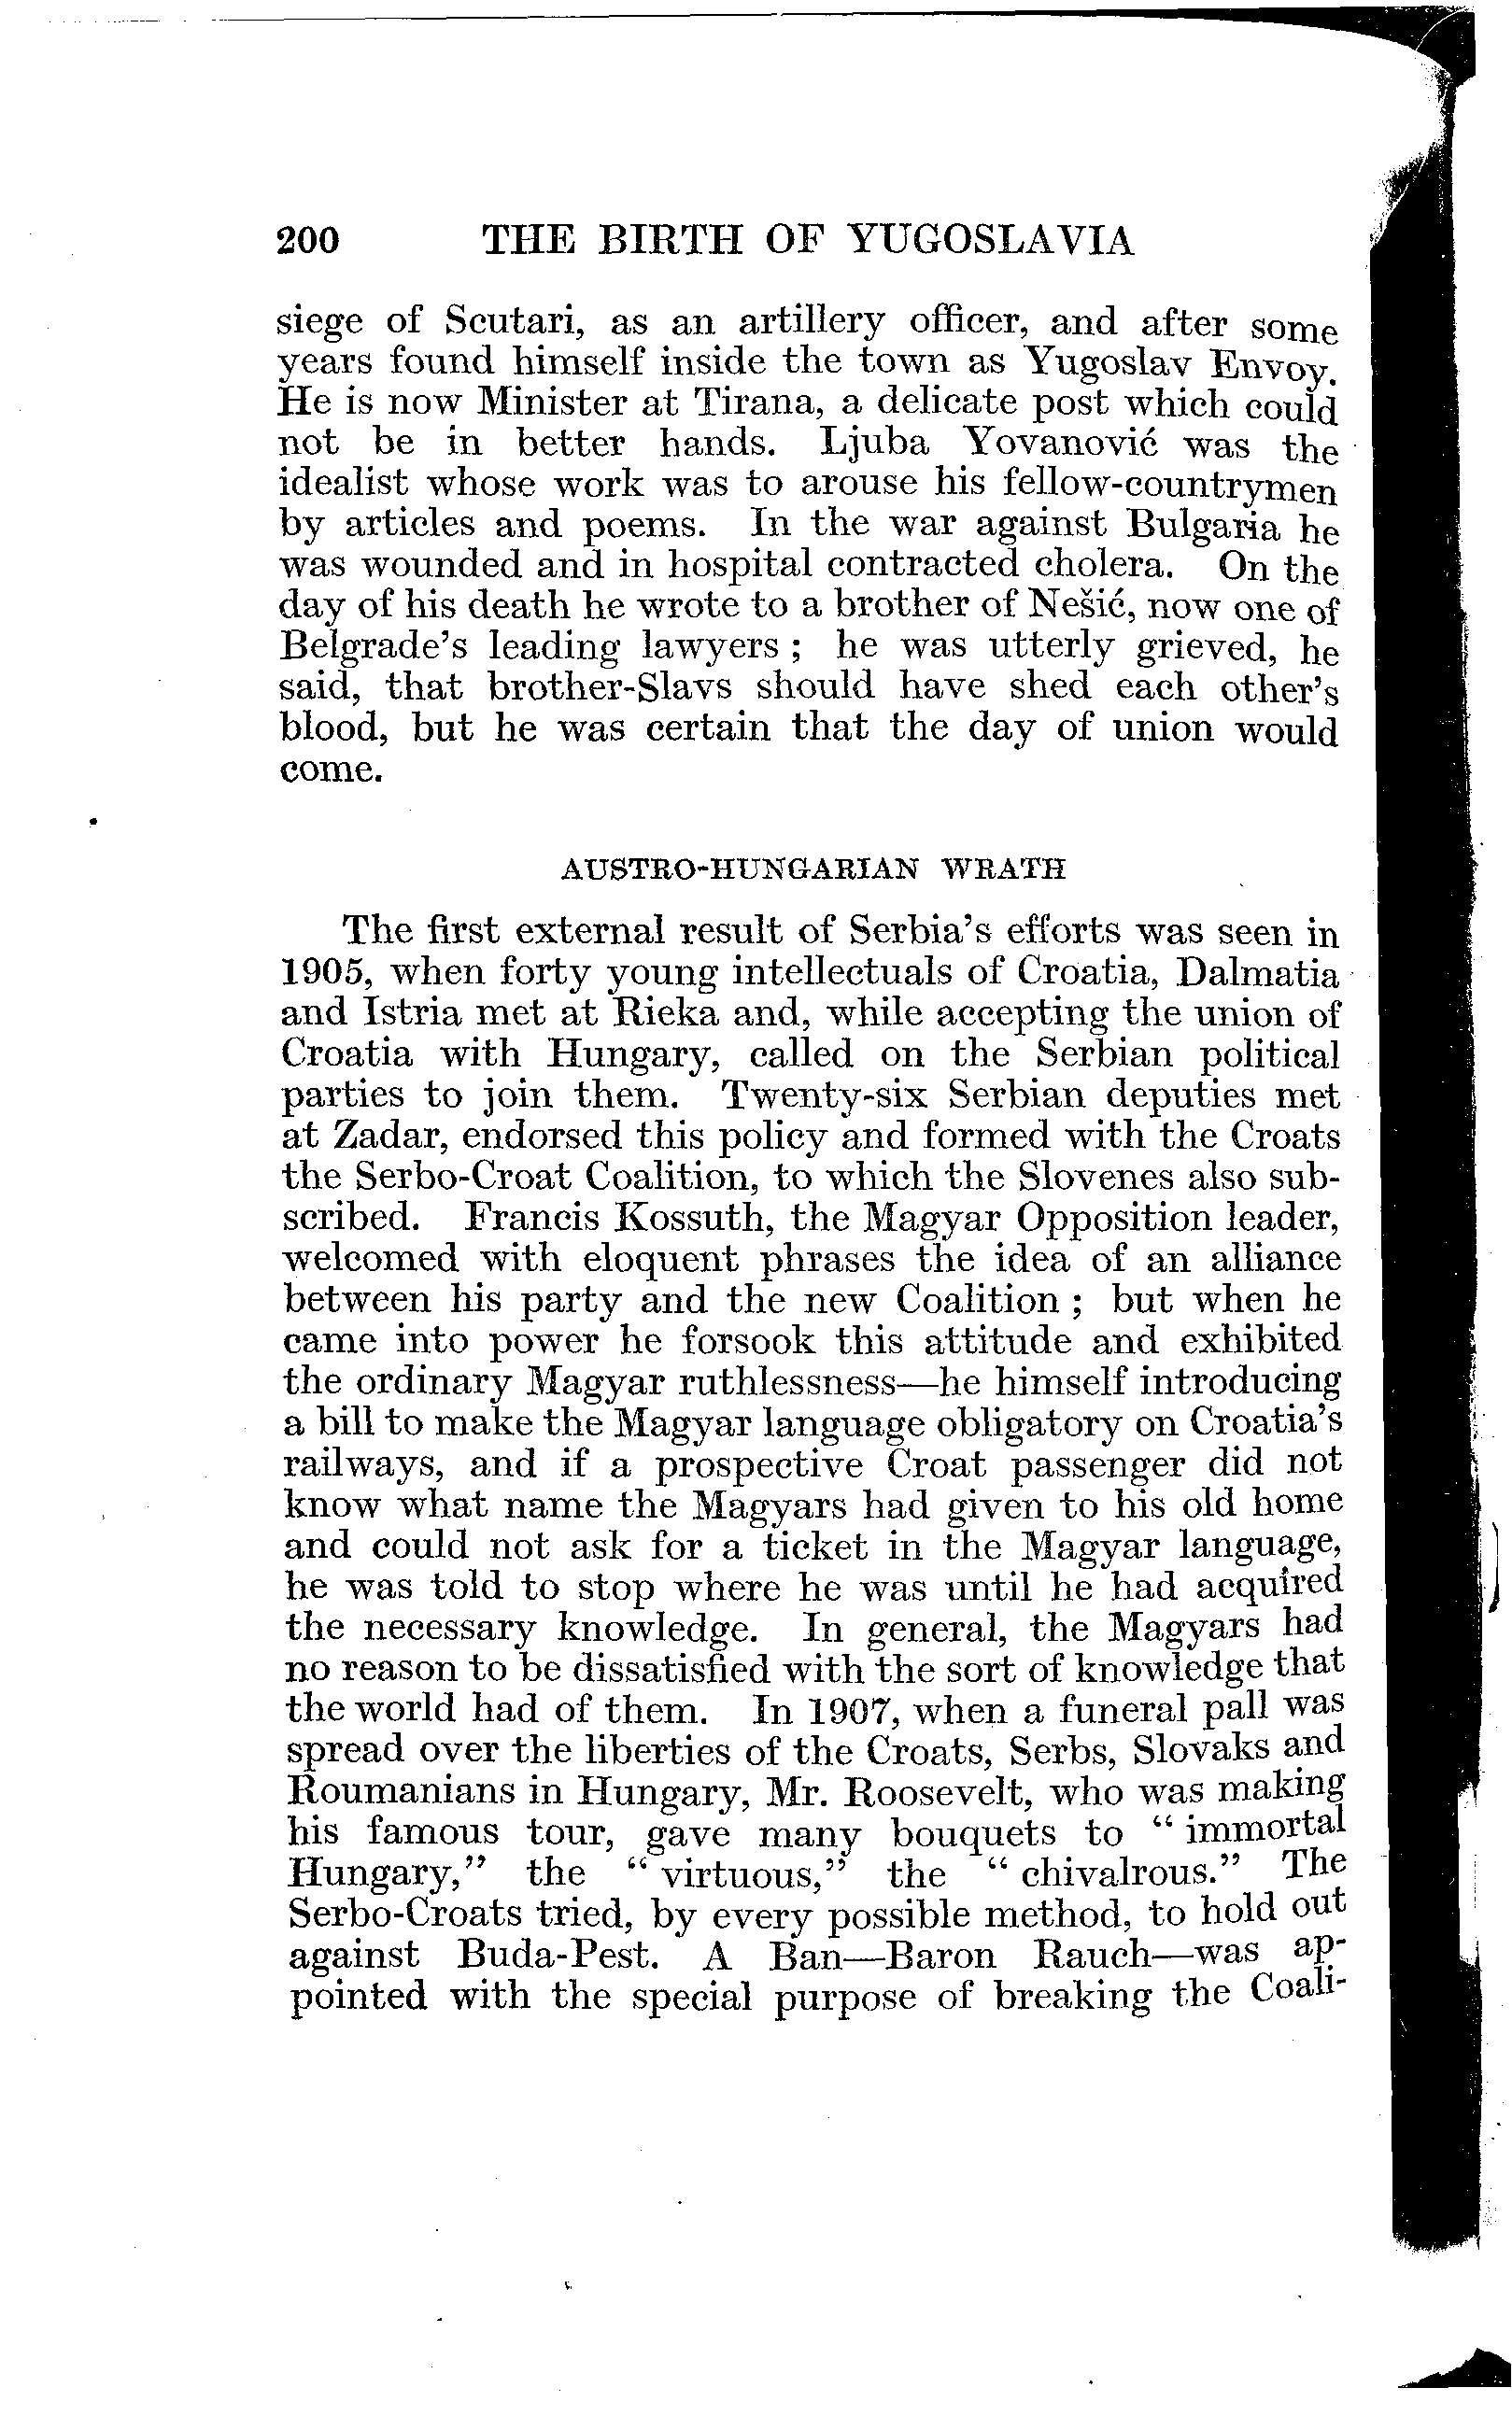 200 THE BIRTH OF YUGOSLAVIA
siege of Scutari, as an artillery officer, and after some
years found himself inside the town as Yugoslav Envoy.
He is now Minister at Tirana, a delicate post which could
not be in better hands. Ljuba Yovanović was the
idealist whose work was to arouse his fellow-countrymen
by articles and poems. In the war against Bulgaria he
was wounded and in hospital contracted cholera. On the
day of his death he wrote to a brother of Nešić, now one of
Belgrade's leading lawyers ; he was utterly grieved, he
said, that brother-Slavs should have shed each other's
blood, but he was certain that the day of union would
come.
AUSTRO-HUNGARIAN WRATH
The first external result of Serbia's efforts was seen in
1905, when forty young intellectuals of Croatia, Dalmatia
and Istria met at Rieka and, while accepting the union of
Croatia with Hungary, called on the Serbian political
parties to join them. Twenty-six Serbian deputies met
at Zadar, endorsed this policy and formed with the Croats
the Serbo-Croat Coalition, to which the Slovenes also sub-
scribed. Francis Kossuth, the Magyar Opposition leader,
welcomed with eloquent phrases the idea of an alliance
between his party and the new Coalition ; but when he
came into power he forsook this attitude and exhibited
the ordinary Magyar ruthlessness—he himself introducing
a bill to make the Magyar language obligatory on Croatia's
railways, and if a prospective Croat passenger did not
know what name the Magyars had given to his old home
and could not ask for a ticket in the Magyar language,
he was told to stop where he was until he had acquired
the necessary knowledge. In general, the Magyars had
no reason to be dissatisfied with the sort of knowledge that
the world had of them. In 1907, when a funeral pall was
spread over the liberties of the Croats, Serbs, Slovaks and
Roumanians in Hungary, Mr. Roosevelt, who was making
his famous tour, gave many bouquets to " immortal
Hungary," the " virtuous," the " chivalrous." The
Serbo-Croats tried, by every possible method, to hold out
against Buda-Pest. A Ban—Baron Rauch—was ap-
pointed with the special purpose of breaking the Coali-